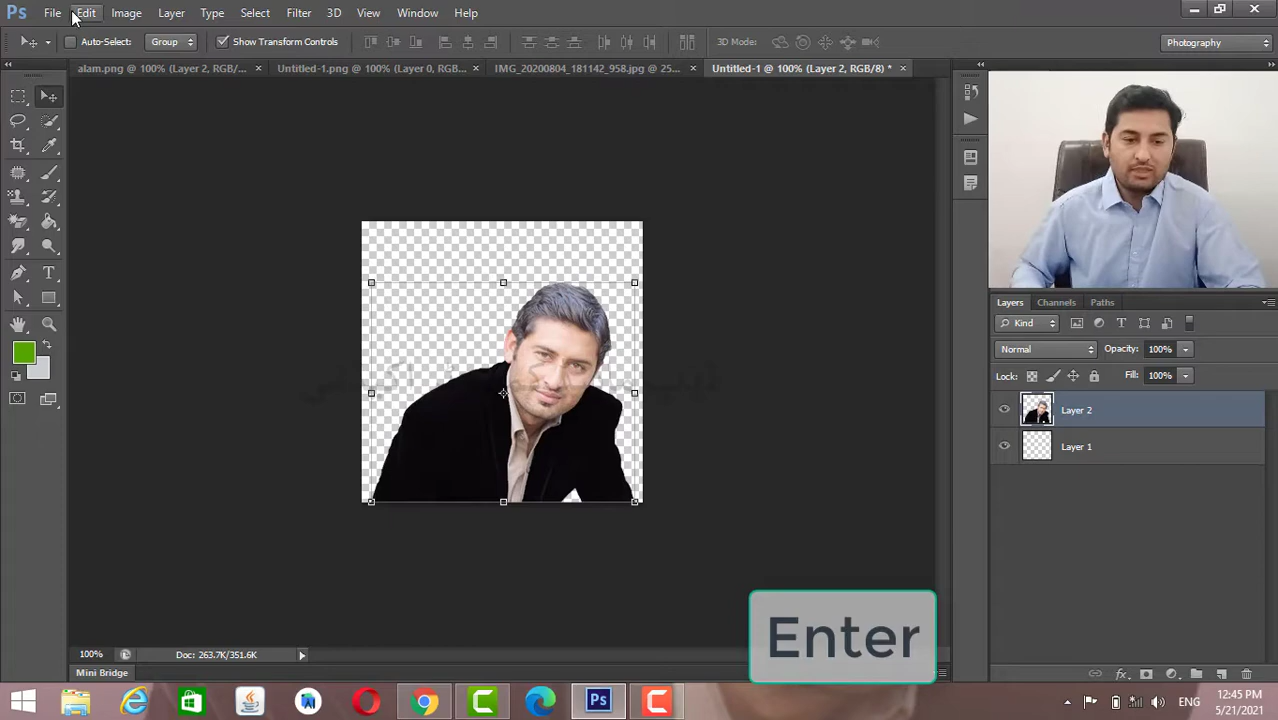 Ps File Edit Image Layer Type Select Filter 3D View Window Help
Auto-Select: Group Show Transform Controls 3D Mode: Photography
alam.png @ 100% (Layer 2, RGB/... × Untitled-1.png @ 100% (Layer 0, RGB/8... × IMG_20200804_181142_958.jpg @ 25... × Untitled-1 @ 100% (Layer 2, RGB/8) * ×
Layers Channels Paths
Kind
Normal Opacity: 100%
Lock: Fill: 100%
Layer 2
Layer 1
Enter
100% Doc: 263.7K/351.6K
Mini Bridge
Ps ENG 12:45 PM
5/21/2021